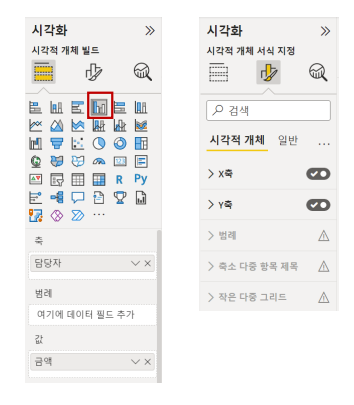 시각화
시각적 개체 빌드
R
Py
축
담당자
범례
여기에 데이터 필드 추가
값
금액
시각화
시각적 개체 서식 지정
검색
시각적 개체 일반
X축
Y축
범례
축소 다중 항목 제목
작은 다중 그리드